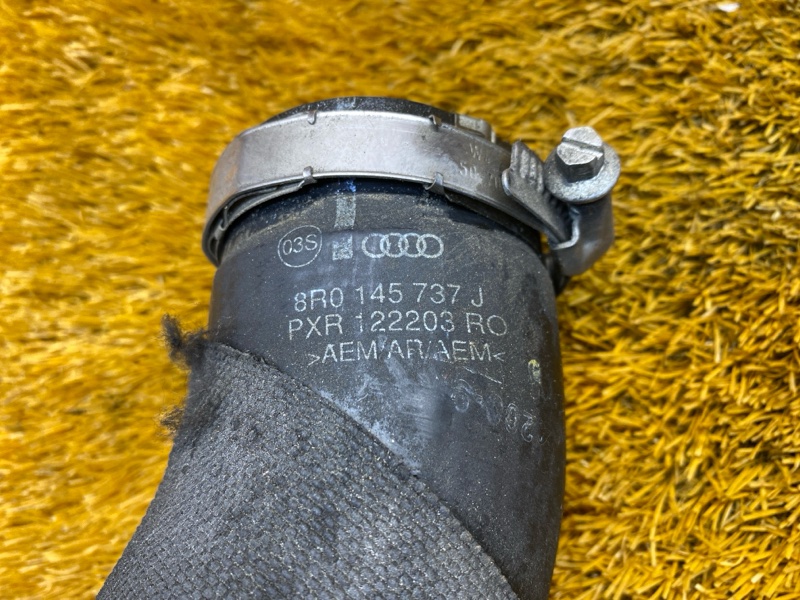 03S
8R0 145 737 J
PXR 122203 RO
>AEM/AR/AEM<